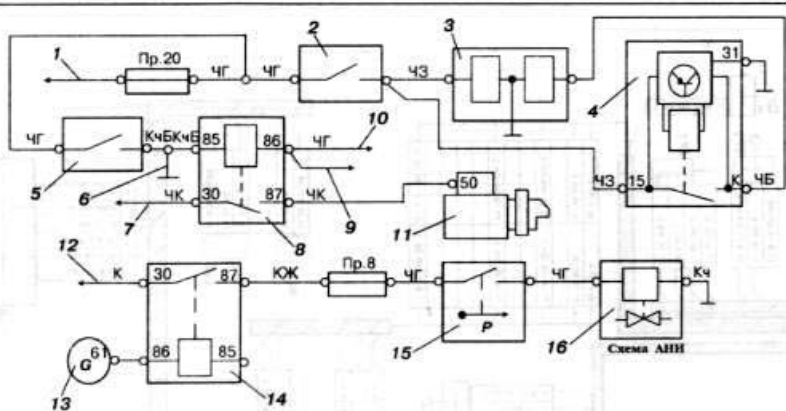 1
Пр.20
ЧГ
ЧГ
2
ЧЗ
3
4
31
ЧГ
5
КчБ
КчБ
6
85
86
ЧГ
10
9
ЧК
30
87
ЧК
7
8
50
11
ЧЗ
15
К
ЧБ
12
К
30
87
ЮЖ
Пр.8
ЧГ
ЧГ
Кч
P
15
16
Схема АНИ
G
61
86
85
13
14